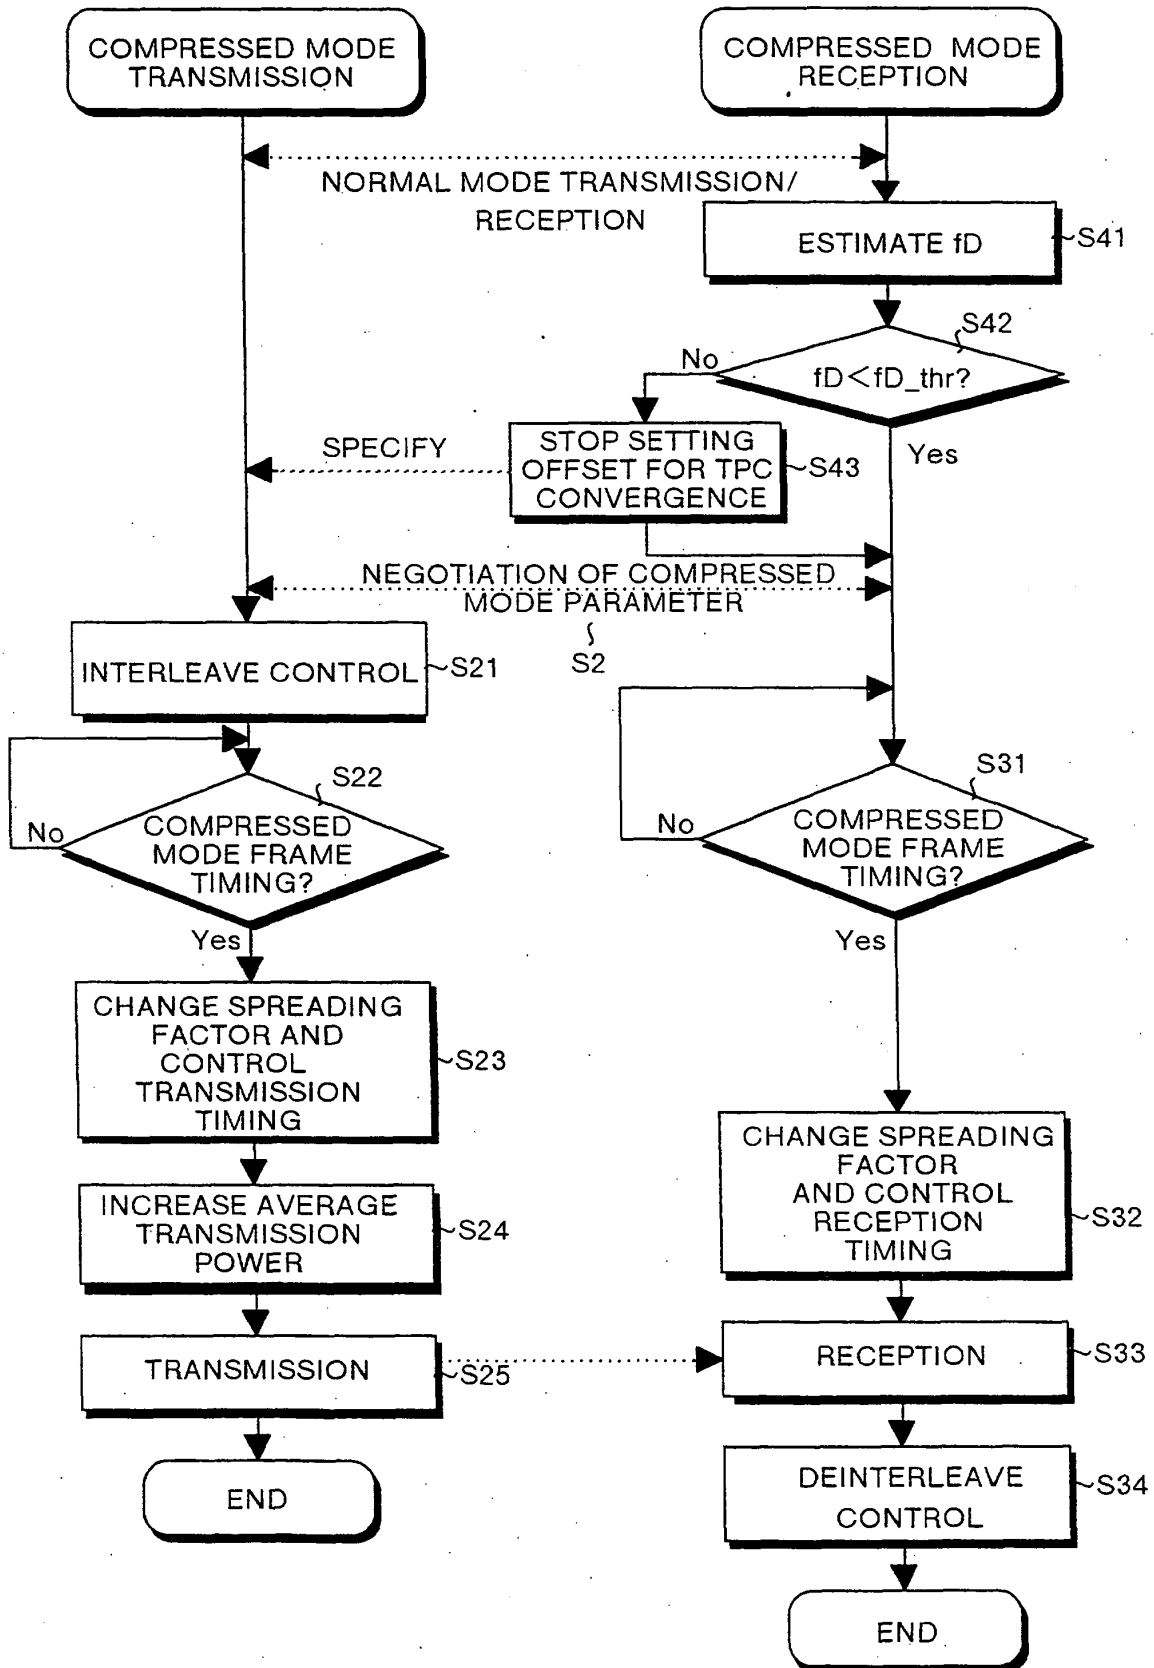 COMPRESSED MODE
TRANSMISSION
COMPRESSED MODE
RECEPTION
NORMAL MODE TRANSMISSION/
RECEPTION
ESTIMATE fD
S41
S42
fD<fD_thr?
No
Yes
STOP SETTING
OFFSET FOR TPC
CONVERGENCE
S43
SPECIFY
NEGOTIATION OF COMPRESSED
MODE PARAMETER
S2
INTERLEAVE CONTROL
S21
S22
COMPRESSED
MODE FRAME
TIMING?
No
Yes
S31
COMPRESSED
MODE FRAME
TIMING?
No
Yes
CHANGE SPREADING
FACTOR AND
CONTROL
TRANSMISSION
TIMING
S23
INCREASE AVERAGE
TRANSMISSION
POWER
S24
CHANGE SPREADING
FACTOR
AND CONTROL
RECEPTION
TIMING
S32
TRANSMISSION
S25
RECEPTION
S33
END
DEINTERLEAVE
CONTROL
S34
END